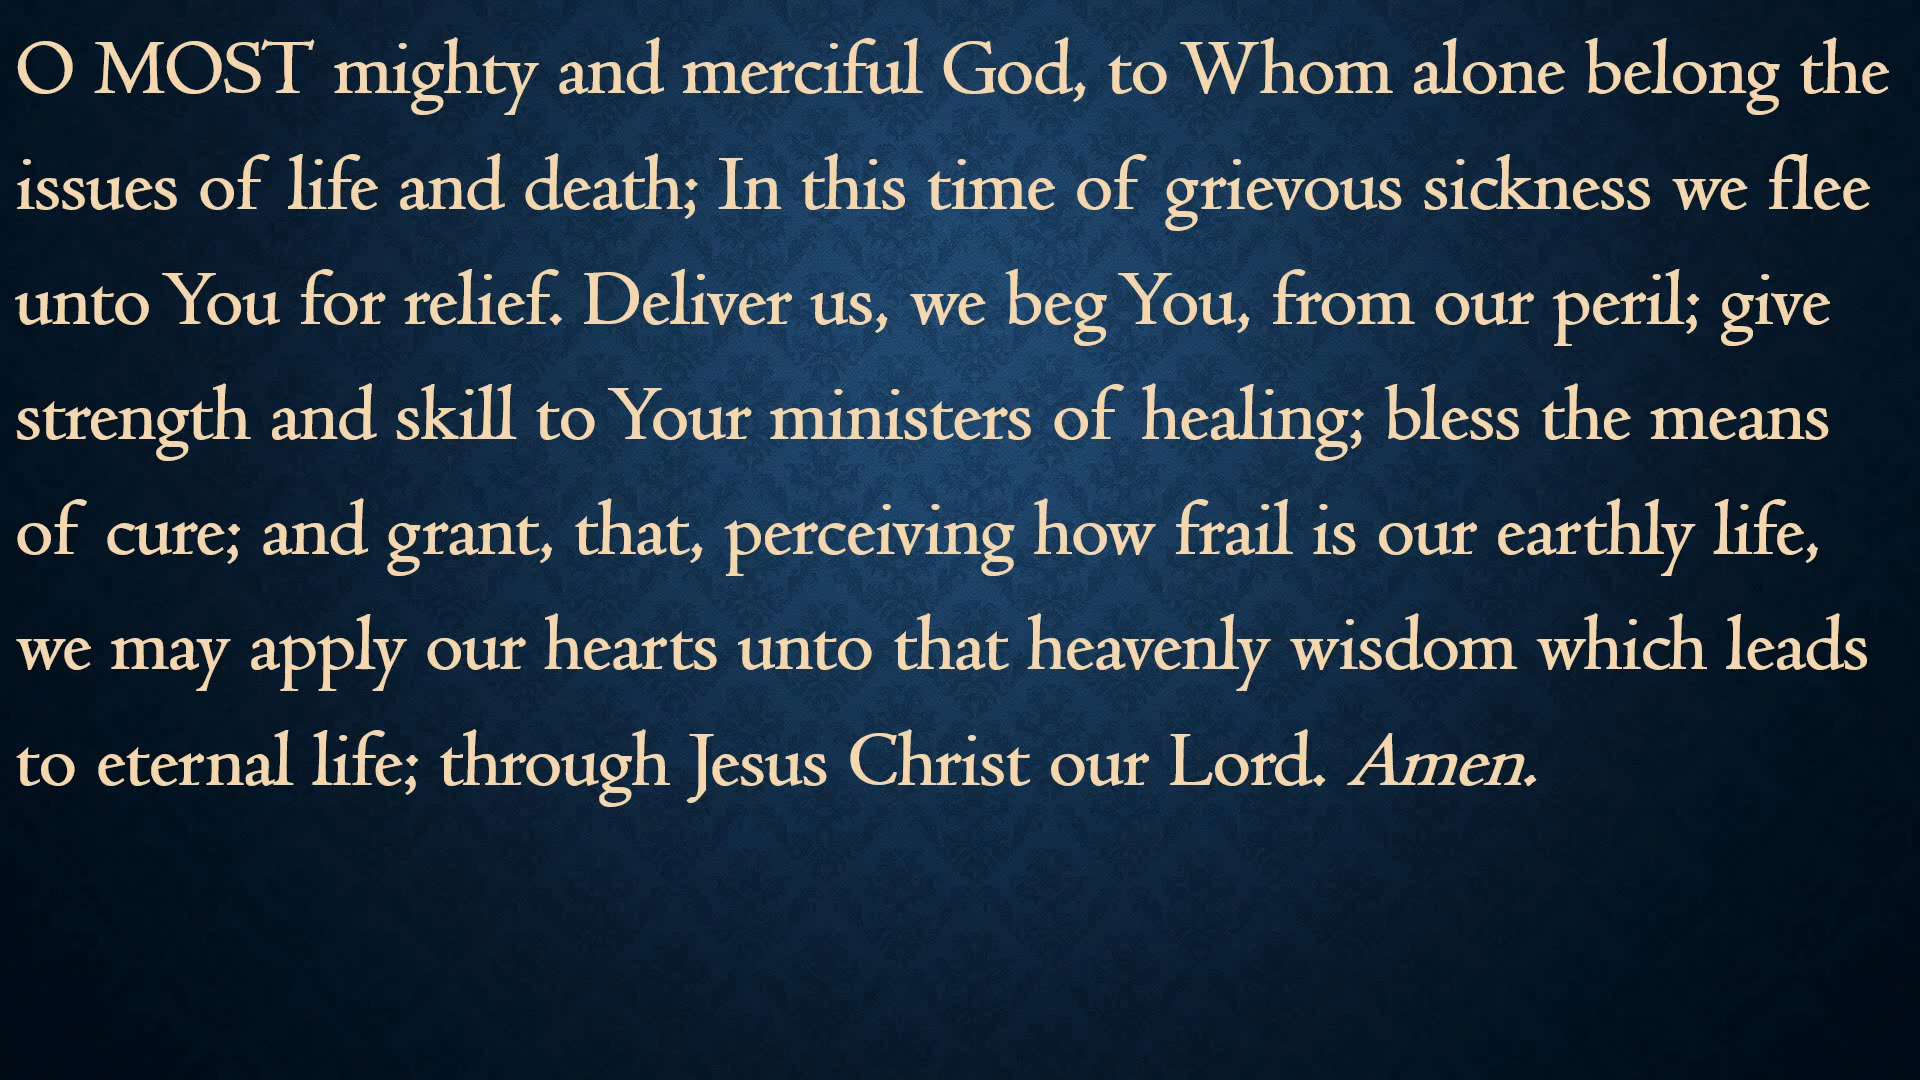 O MOST mighty and merciful God, to Whom alone belong the
issues of life and death; In this time of grievous sickness we flee
unto You for relief. Deliver us, we beg You, from our peril; give
strength and skill to Your ministers of healing; bless the means
of cure; and grant, that, perceiving how frail is our earthly life,
we may apply our hearts unto that heavenly wisdom which leads
to eternal life; through Jesus Christ our Lord. Amen.